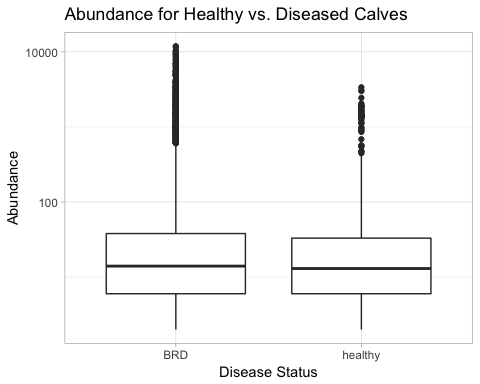 Abundance for Healthy vs. Diseased Calves
10000
100
Abundance
BRD
healthy
Disease Status